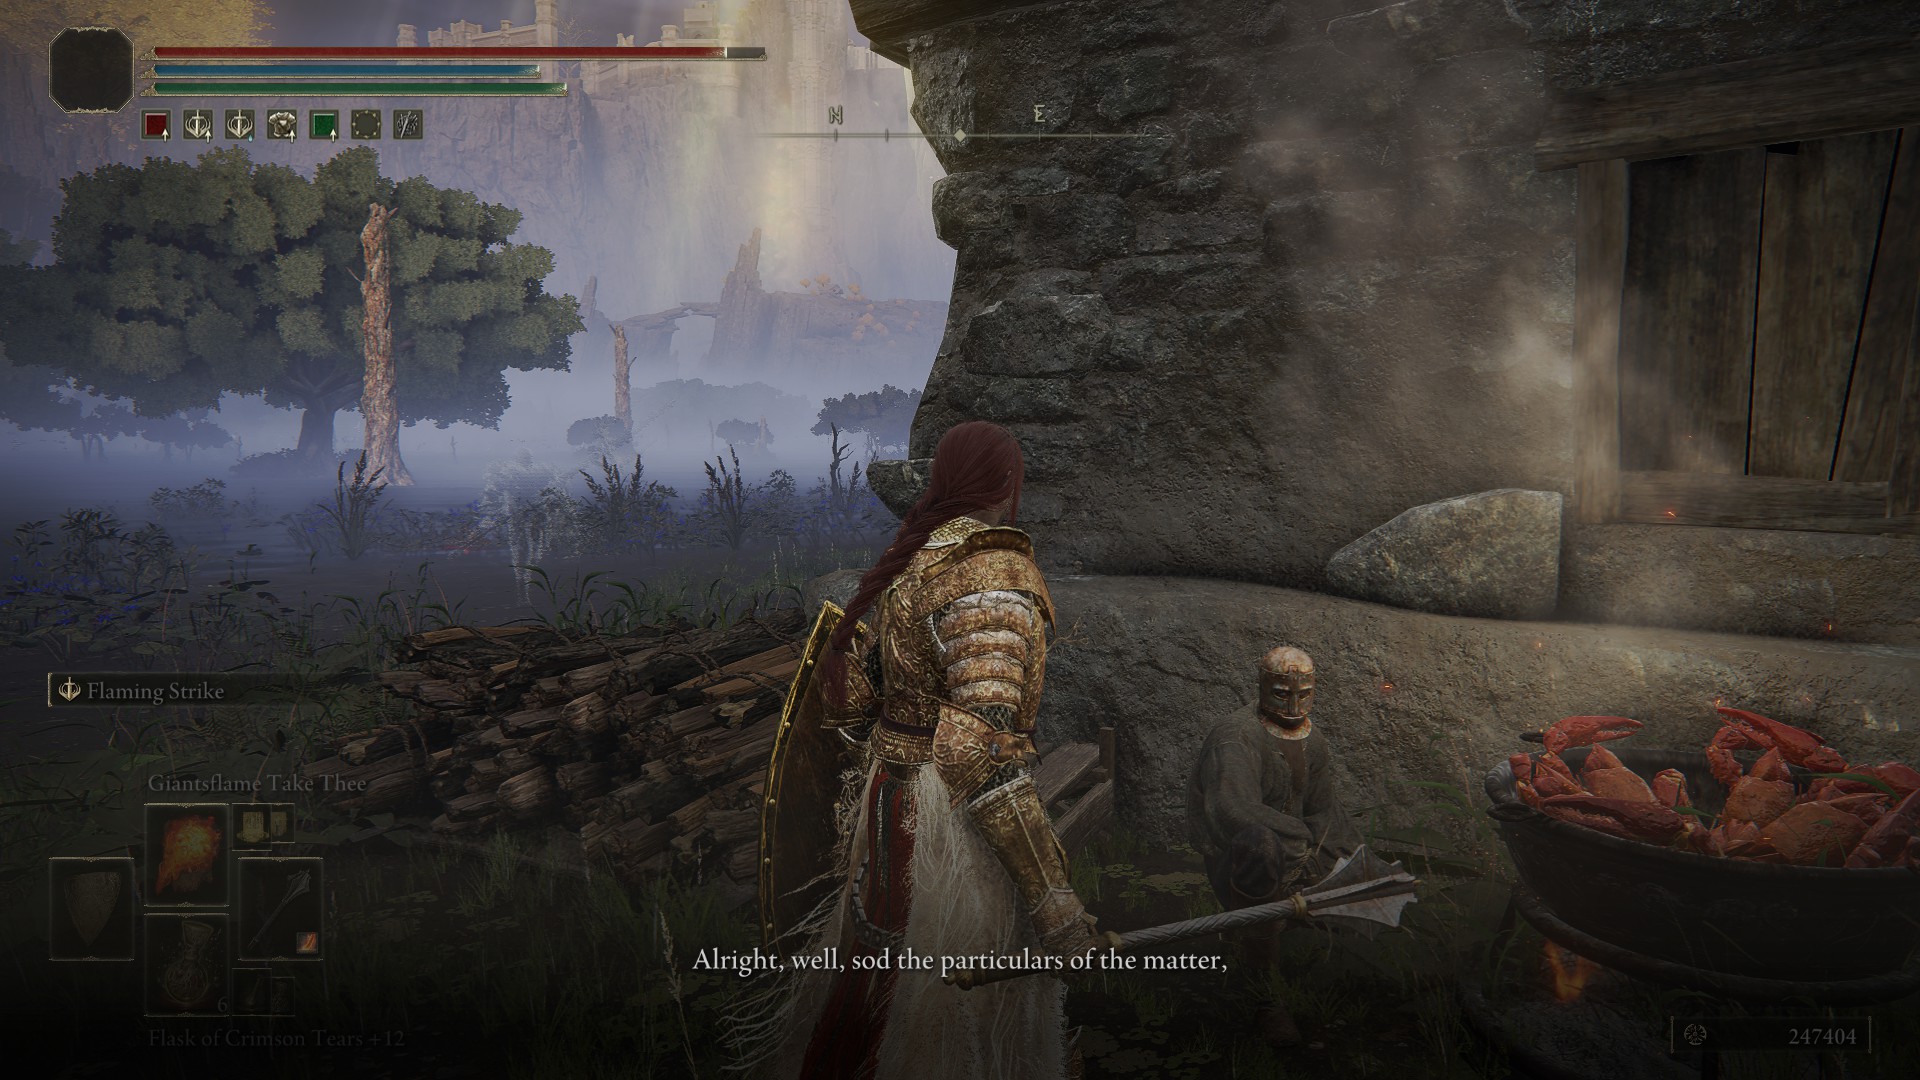 N
E
Flaming Strike
Giantsflame Take Thee
Alright, well, sod the particulars of the matter,
6
Flask of Crimson Tears +12
247404